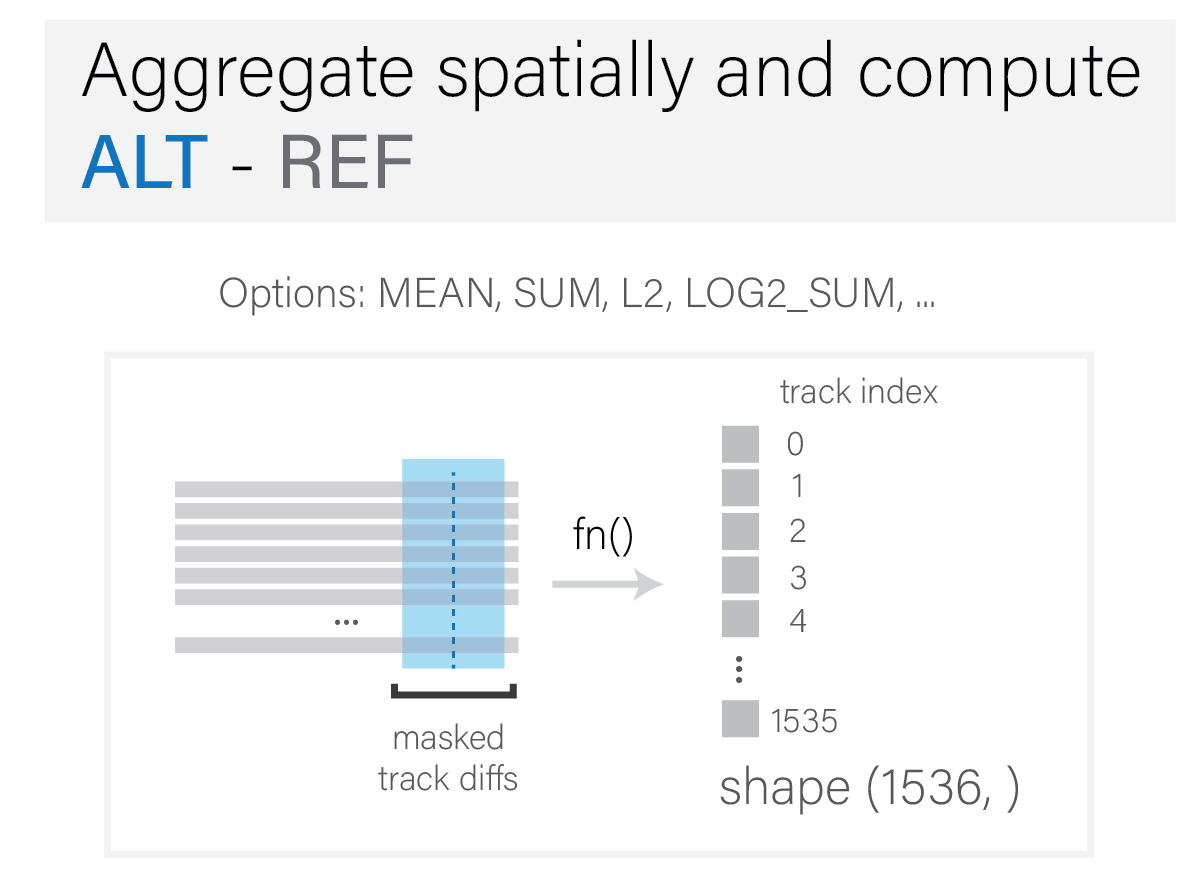 Aggregate spatially and compute
ALT - REF
Options: MEAN, SUM, L2, LOG2_SUM, ...
track index
0
1
2
3
4
1535
shape (1536, )
fn()
...
masked
track diffs